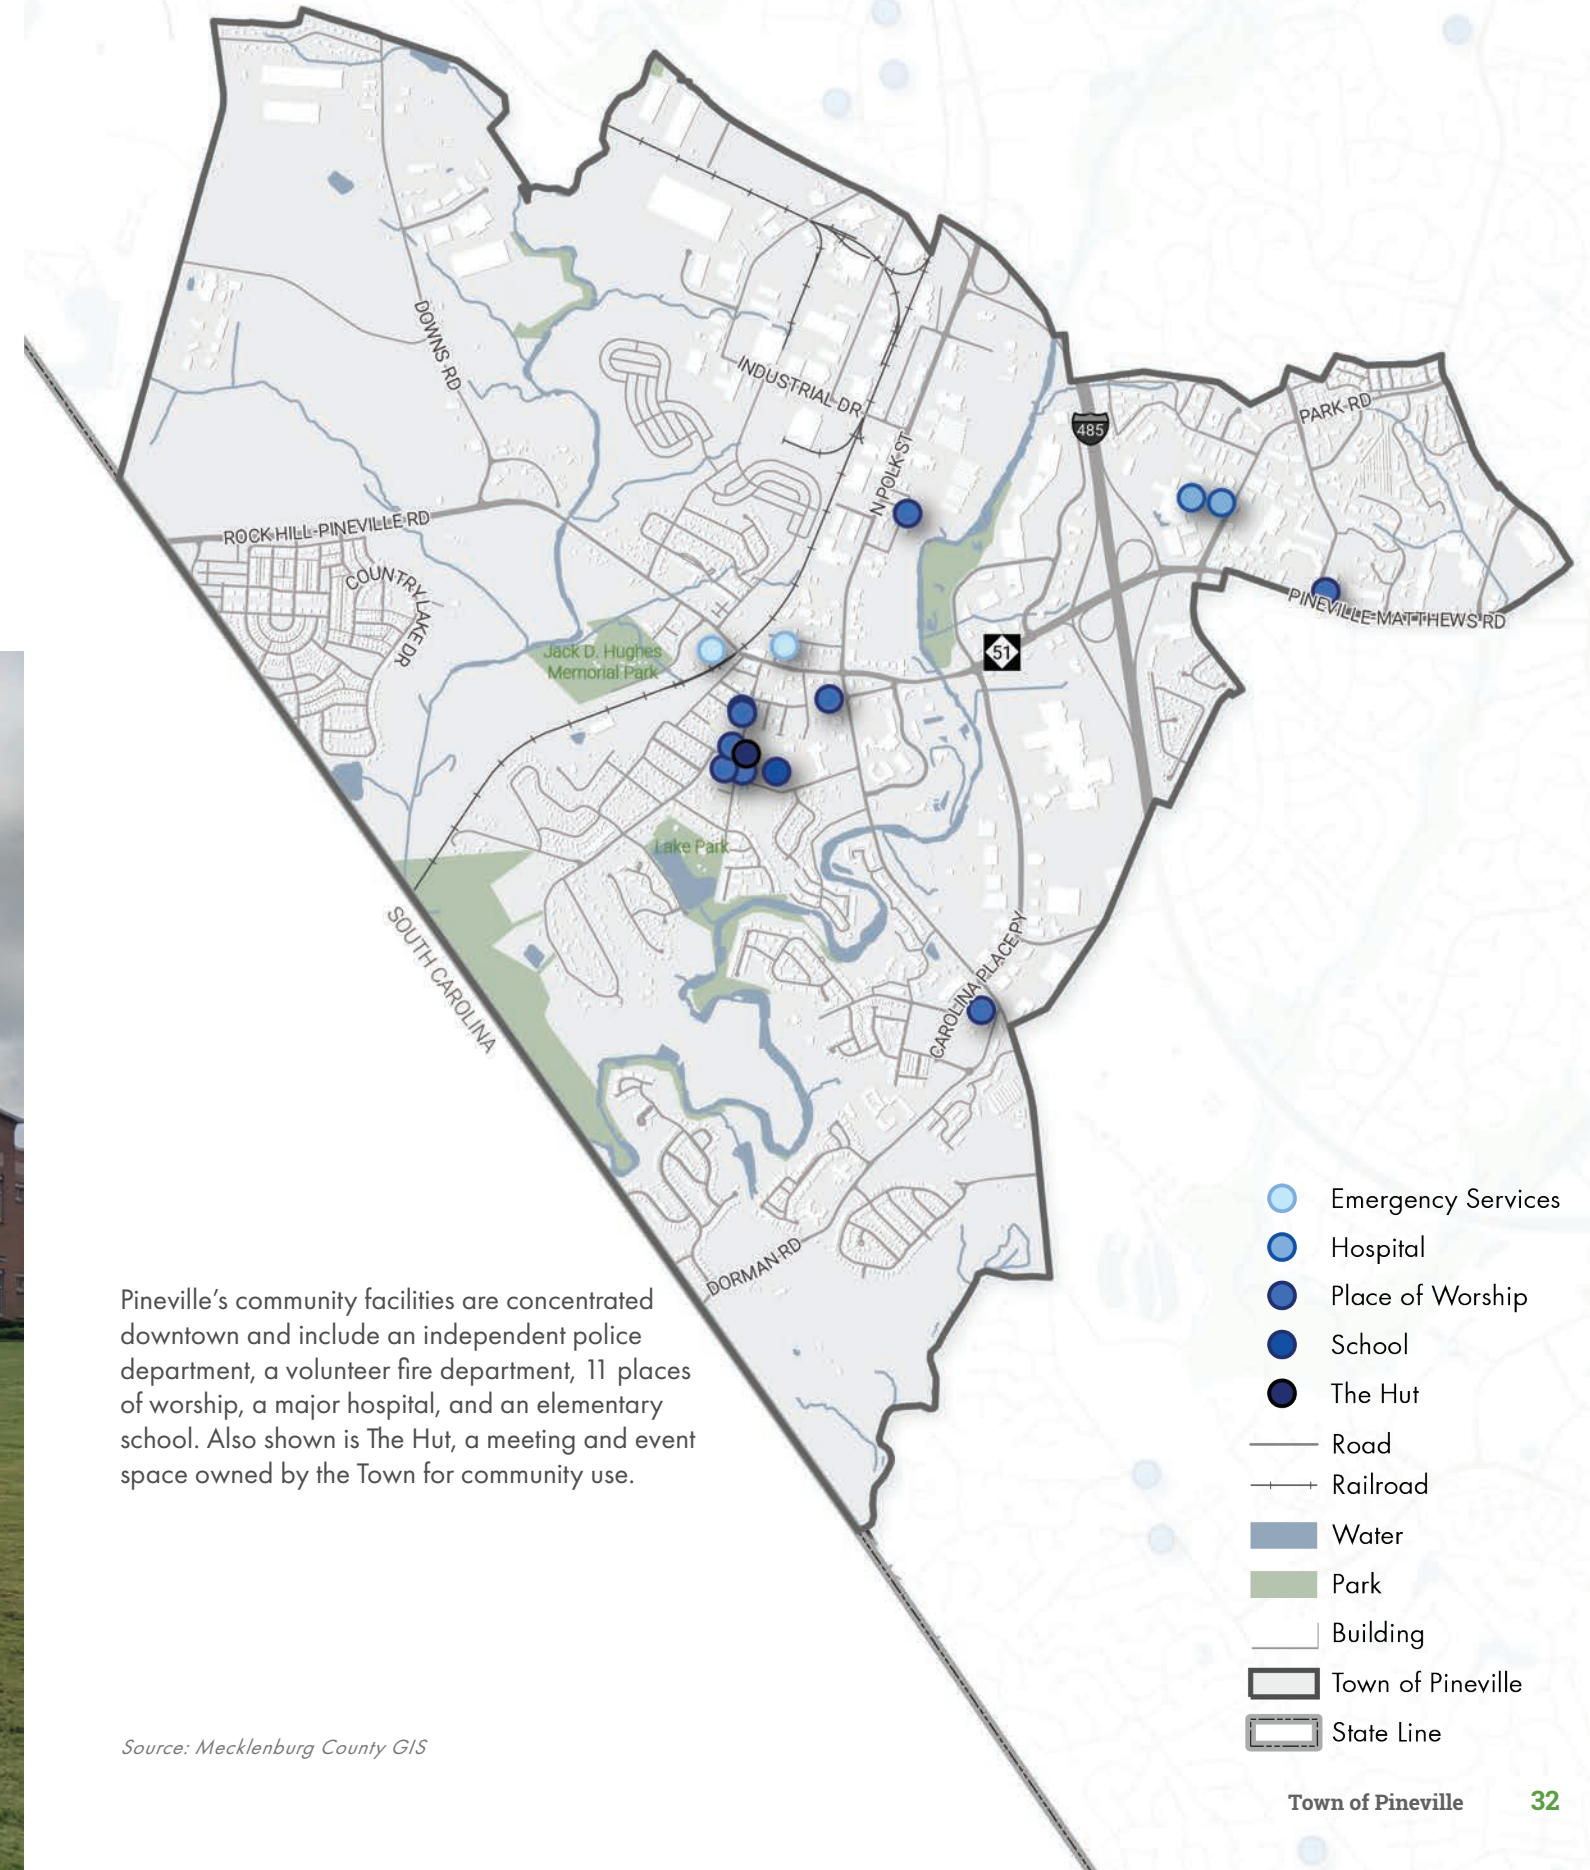 DOWNS RD
INDUSTRIAL DR
N POLK ST
485
PARK RD
ROCK HILL-PINEVILLE RD
COUNTRY LAKE DR
PINEVILLE-MATTHEWS RD
51
Jack D. Hughes
Memorial Park
Lake Park
SOUTH CAROLINA
CAROLINA PLACE PY
DORMAN RD
Pineville’s community facilities are concentrated
downtown and include an independent police
department, a volunteer fire department, 11 places
of worship, a major hospital, and an elementary
school. Also shown is The Hut, a meeting and event
space owned by the Town for community use.
Source: Mecklenburg County GIS
Emergency Services
Hospital
Place of Worship
School
The Hut
Road
Railroad
Water
Park
Building
Town of Pineville
State Line
Town of Pineville 32